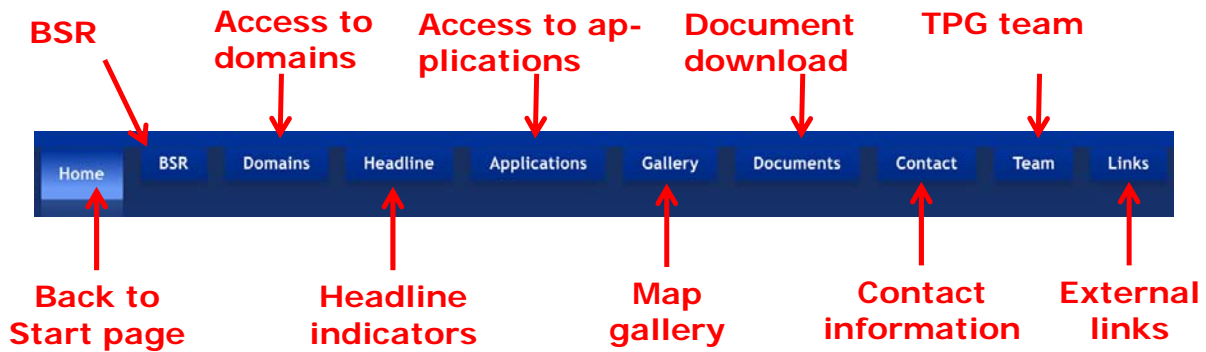 BSR
Access to
domains
Access to ap-
plications
Document
download
TPG team
Home
BSR
Domains
Headline
Applications
Gallery
Documents
Contact
Team
Links
Back to
Start page
Headline
indicators
Map
gallery
Contact
information
External
links